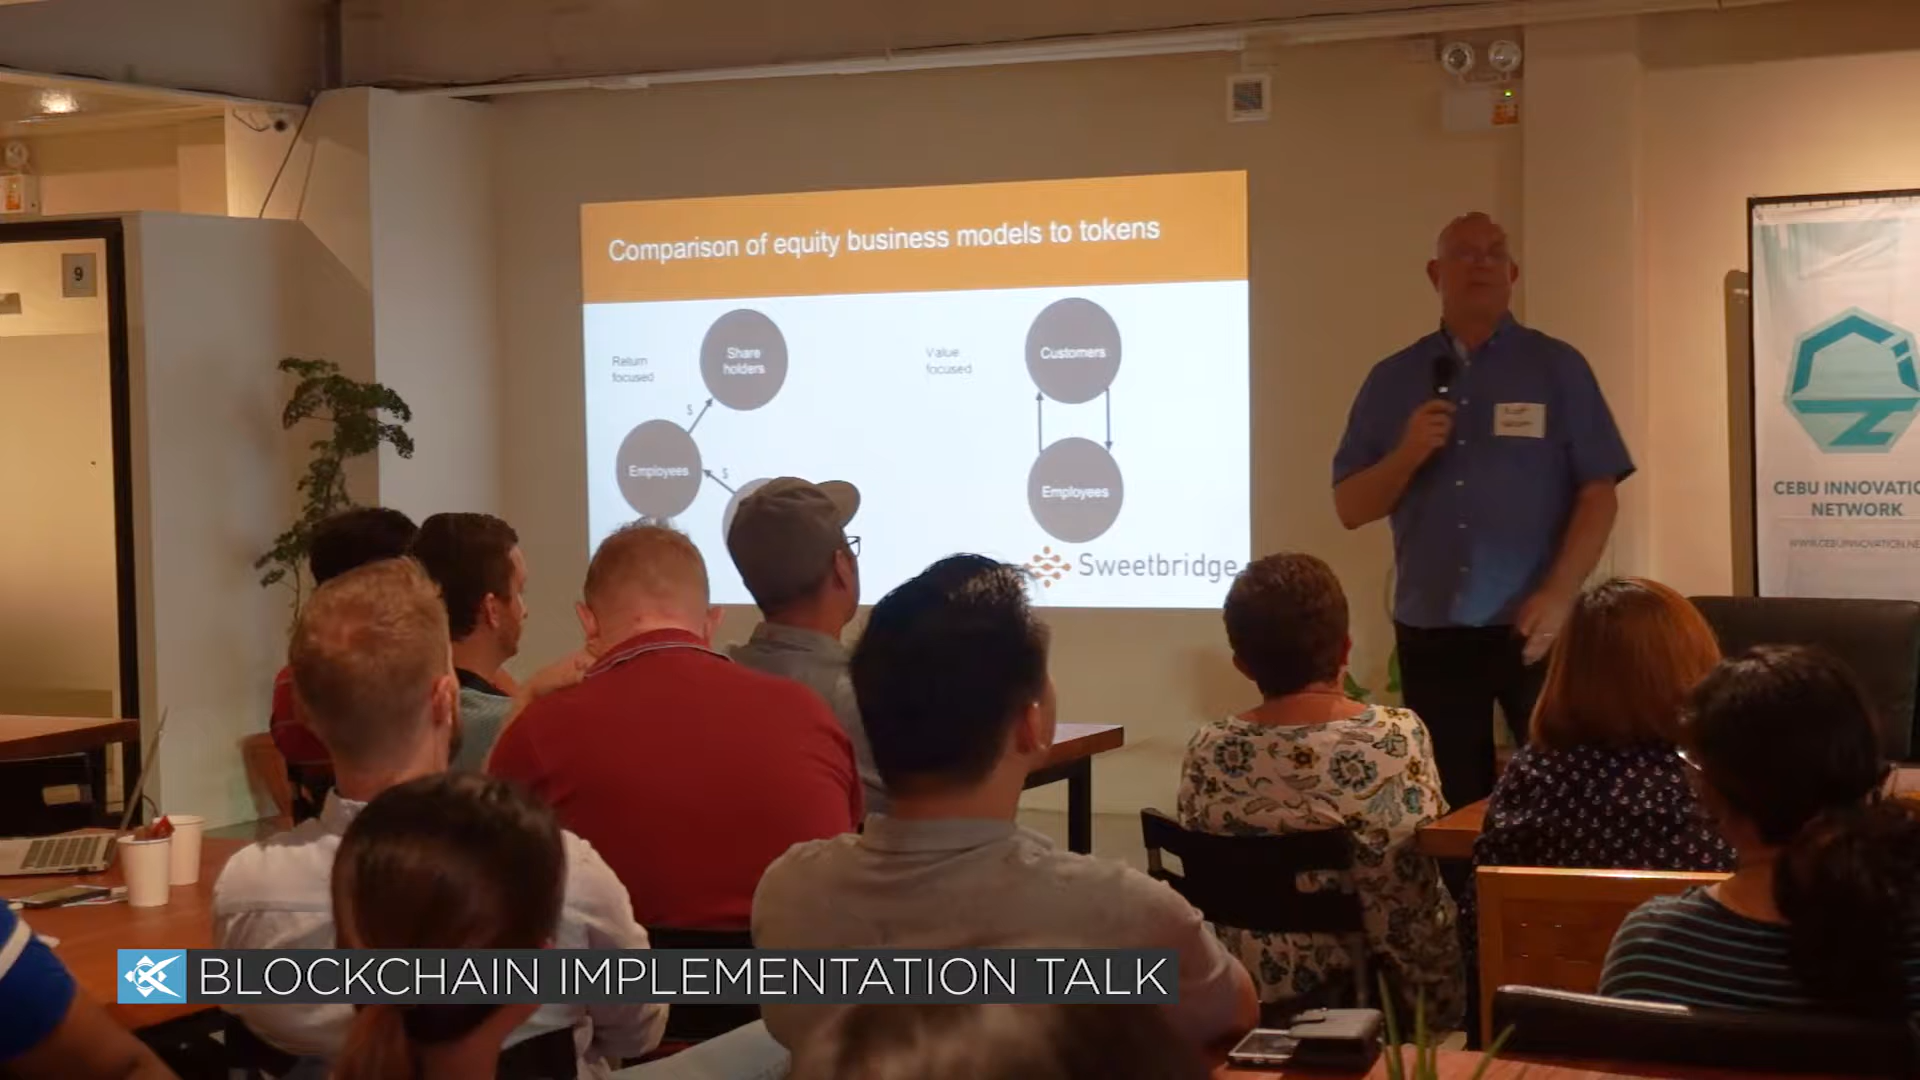 9
Comparison of equity business models to tokens
Return
focused
Share
holders
$
Employees
$
Value
focused
Customers
Employees
Sweetbridge
CEBU INNOVATIO
NETWORK
BLOCKCHAIN IMPLEMENTATION TALK